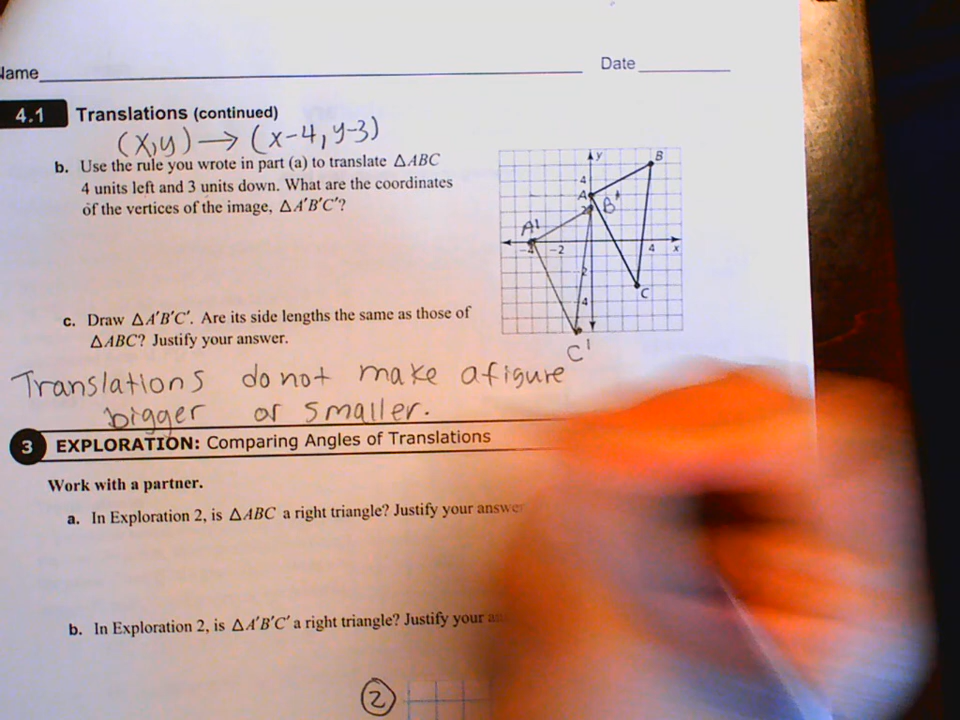 Name Date
4.1 Translations (continued)
(x,y) → (x-4, y-3)
b. Use the rule you wrote in part (a) to translate △ABC
4 units left and 3 units down. What are the coordinates
of the vertices of the image, △A′B′C′?
y B
4
A
2 B'
A'
-4 -2 4 x
2
C
4
C'
c. Draw △A′B′C′. Are its side lengths the same as those of
△ABC? Justify your answer.
Translations do not make a figure
bigger or smaller.
3 EXPLORATION: Comparing Angles of Translations
Work with a partner.
a. In Exploration 2, is △ABC a right triangle? Justify your answer
b. In Exploration 2, is △A′B′C′ a right triangle? Justify your
2